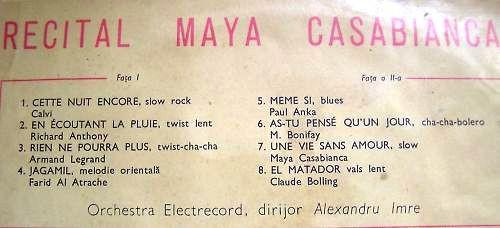 RECITAL MAYA CASABIANCA
Fața I
1. CETTE NUIT ENCORE, slow rock
Calvi
2. EN ÉCOUTANT LA PLUIE, twist lent
Richard Anthony
3. RIEN NE POURRA PLUS, twist-cha-cha
Armand Legrand
4. JAGAMIL, melodie orientală
Farid Al Atrache
Fața a II-a
5. MEME SI, blues
Paul Anka
6. AS-TU PENSÉ QU'UN JOUR, cha-cha-bolero
M. Bonifay
7. UNE VIE SANS AMOUR, slow
Maya Casabianca
8. EL MATADOR vals lent
Claude Bolling
Orchestra Electrecord, dirijor Alexandru Imre